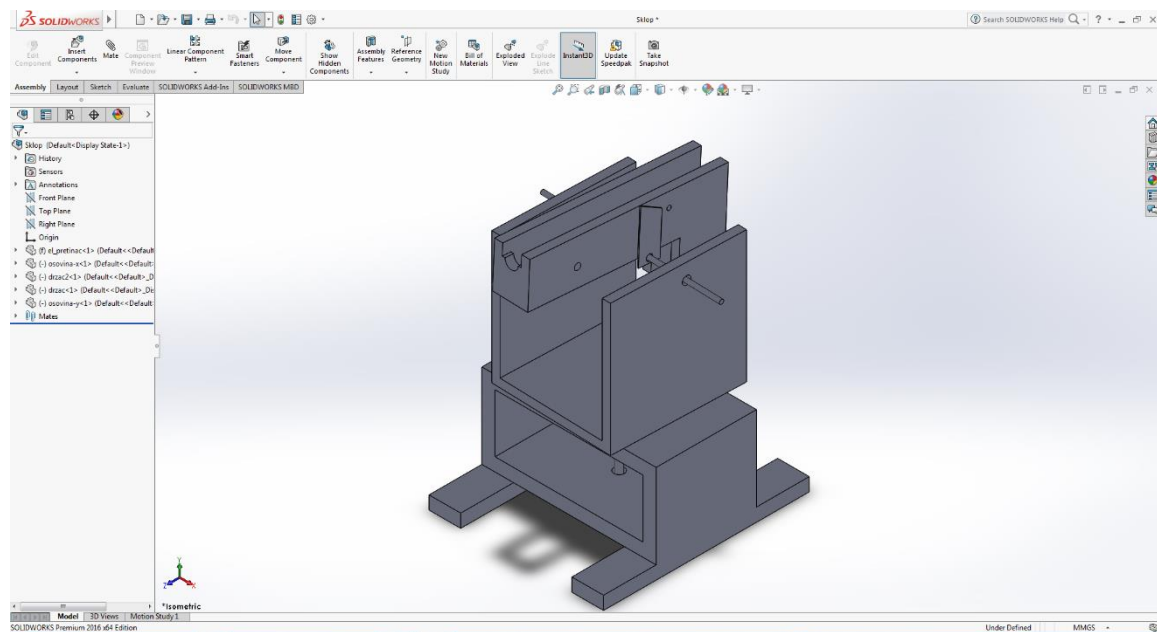 SOLIDWORKS
Sklop *
Search SOLIDWORKS Help
Edit Component
Insert Components
Mate
Component Preview Window
Linear Component Pattern
Smart Fasteners
Move Component
Show Hidden Components
Assembly Features
Reference Geometry
New Motion Study
Bill of Materials
Exploded View
Explode Line Sketch
Instant3D
Update Speedpak
Take Snapshot
Assembly Layout Sketch Evaluate SOLIDWORKS Add-Ins SOLIDWORKS MBD
Sklop (Default<Display State-1>)
History
Sensors
Annotations
Front Plane
Top Plane
Right Plane
Origin
(f) el_pretinac<1> (Default<<Default
(-) osovina-x<1> (Default<<Default
(-) drzac2<1> (Default<<Default>_D
(-) drzac<1> (Default<<Default>_Dis
(-) osovina-y<1> (Default<<Default
Mates
Y
Z X
*Isometric
Model 3D Views Motion Study 1
SOLIDWORKS Premium 2016 x64 Edition
Under Defined MMGS